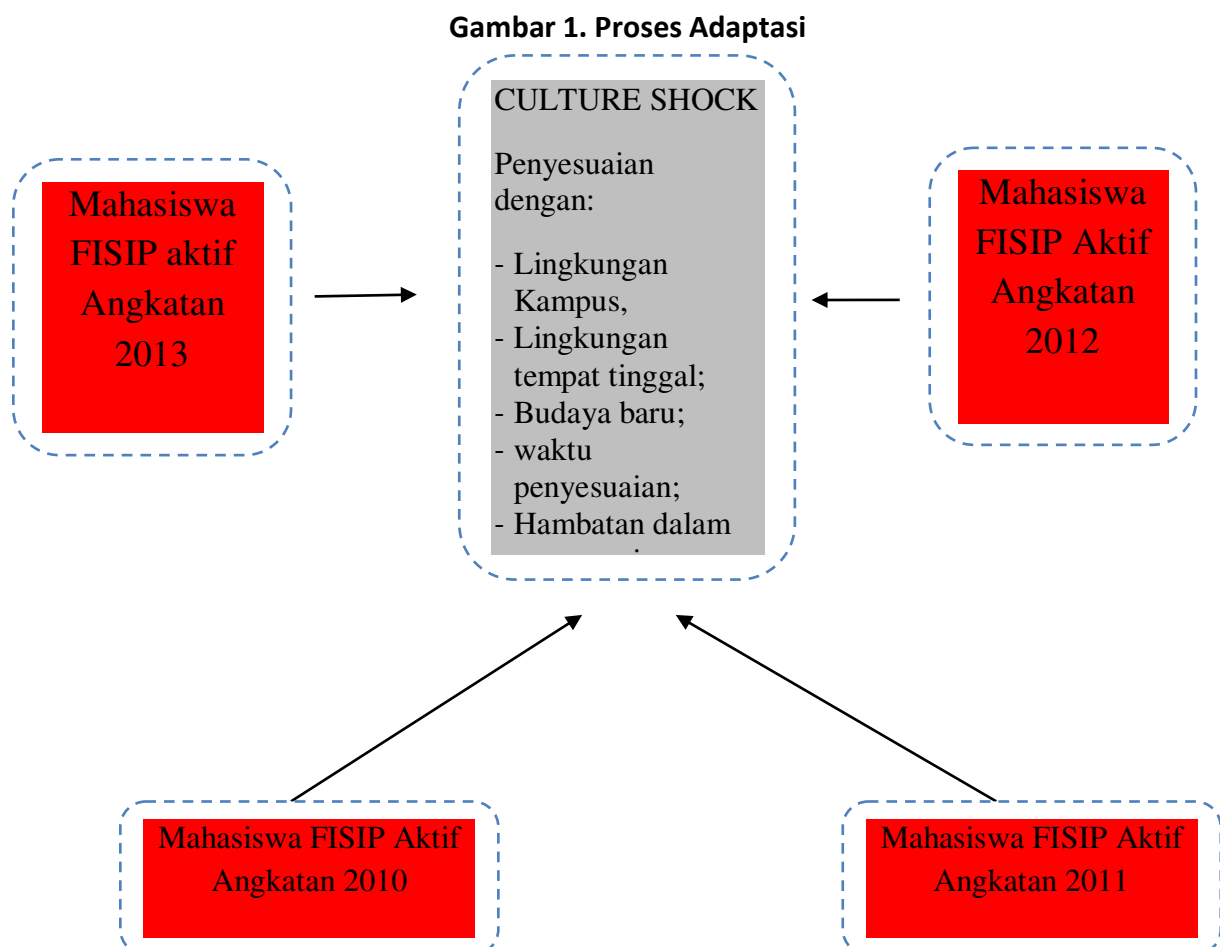 Gambar 1. Proses Adaptasi
CULTURE SHOCK
Penyesuaian
dengan:
- Lingkungan
Kampus,
- Lingkungan
tempat tinggal;
- Budaya baru;
- waktu
penyesuaian;
- Hambatan dalam
Mahasiswa
FISIP aktif
Angkatan
2013
Mahasiswa
FISIP Aktif
Angkatan
2012
Mahasiswa FISIP Aktif
Angkatan 2010
Mahasiswa FISIP Aktif
Angkatan 2011